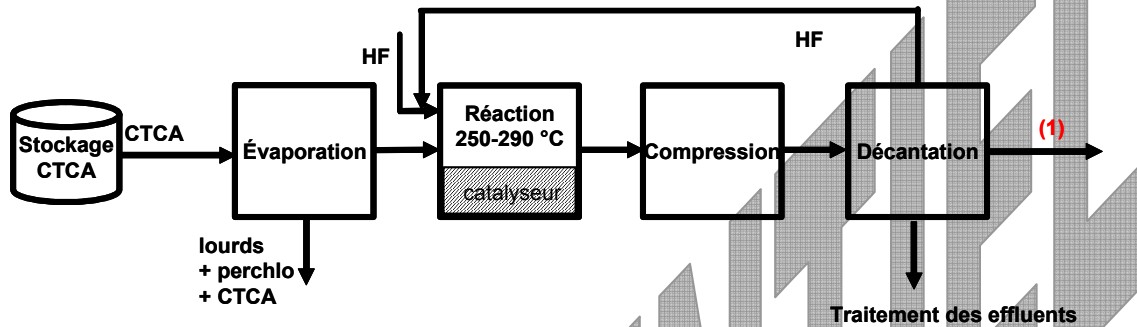 HF
HF
Stockage
CTCA
CTCA
Évaporation
Réaction
250-290 °C
catalyseur
Compression
Décantation
(1)
lourds
+ perchlo
+ CTCA
Traitement des effluents